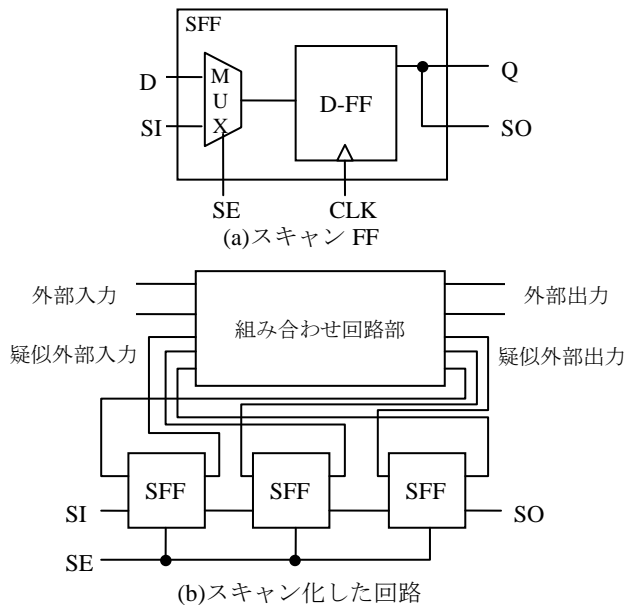 SFF
D
M
U
X
SI
D-FF
Q
SO
SE
CLK
(a)スキャン FF
外部入力
外部出力
組み合わせ回路部
疑似外部入力
疑似外部出力
SFF
SFF
SFF
SI
SO
SE
(b)スキャン化した回路